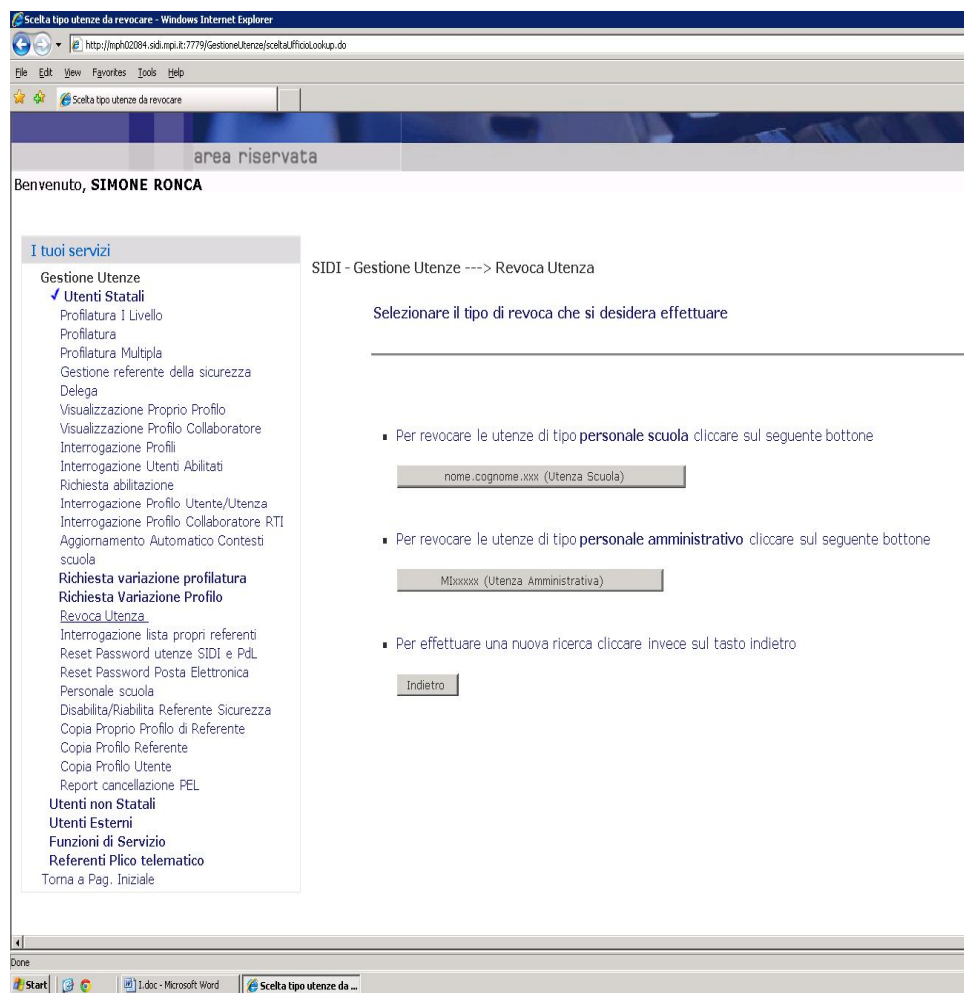 Scelta tipo utenze da revocare - Windows Internet Explorer
http://mph02084.sidi.mpi.it:7779/GestioneUtenze/sceltaUfficioLookup.do
File Edit View Favorites Tools Help
Scelta tipo utenze da revocare
area riservata
Benvenuto, SIMONE RONCA
I tuoi servizi
Gestione Utenze
Utenti Statali
Profilatura I Livello
Profilatura
Profilatura Multipla
Gestione referente della sicurezza
Delega
Visualizzazione Proprio Profilo
Visualizzazione Profilo Collaboratore
Interrogazione Profili
Interrogazione Utenti Abilitati
Richiesta abilitazione
Interrogazione Profilo Utente/Utenza
Interrogazione Profilo Collaboratore RTI
Aggiornamento Automatico Contesti
scuola
Richiesta variazione profilatura
Richiesta Variazione Profilo
Revoca Utenza
Interrogazione lista propri referenti
Reset Password utenze SIDI e PdL
Reset Password Posta Elettronica
Personale scuola
Disabilita/Riabilita Referente Sicurezza
Copia Proprio Profilo di Referente
Copia Profilo Referente
Copia Profilo Utente
Report cancellazione PEL
Utenti non Statali
Utenti Esterni
Funzioni di Servizio
Referenti Plico telematico
Torna a Pag. Iniziale
SIDI - Gestione Utenze ---> Revoca Utenza
Selezionare il tipo di revoca che si desidera effettuare
Per revocare le utenze di tipo personale scuola cliccare sul seguente bottone
nome.cognome.xxx (Utenza Scuola)
Per revocare le utenze di tipo personale amministrativo cliccare sul seguente bottone
MIxxxxx (Utenza Amministrativa)
Per effettuare una nuova ricerca cliccare invece sul tasto indietro
Indietro
Done
Start
I.doc - Microsoft Word
Scelta tipo utenze da ...